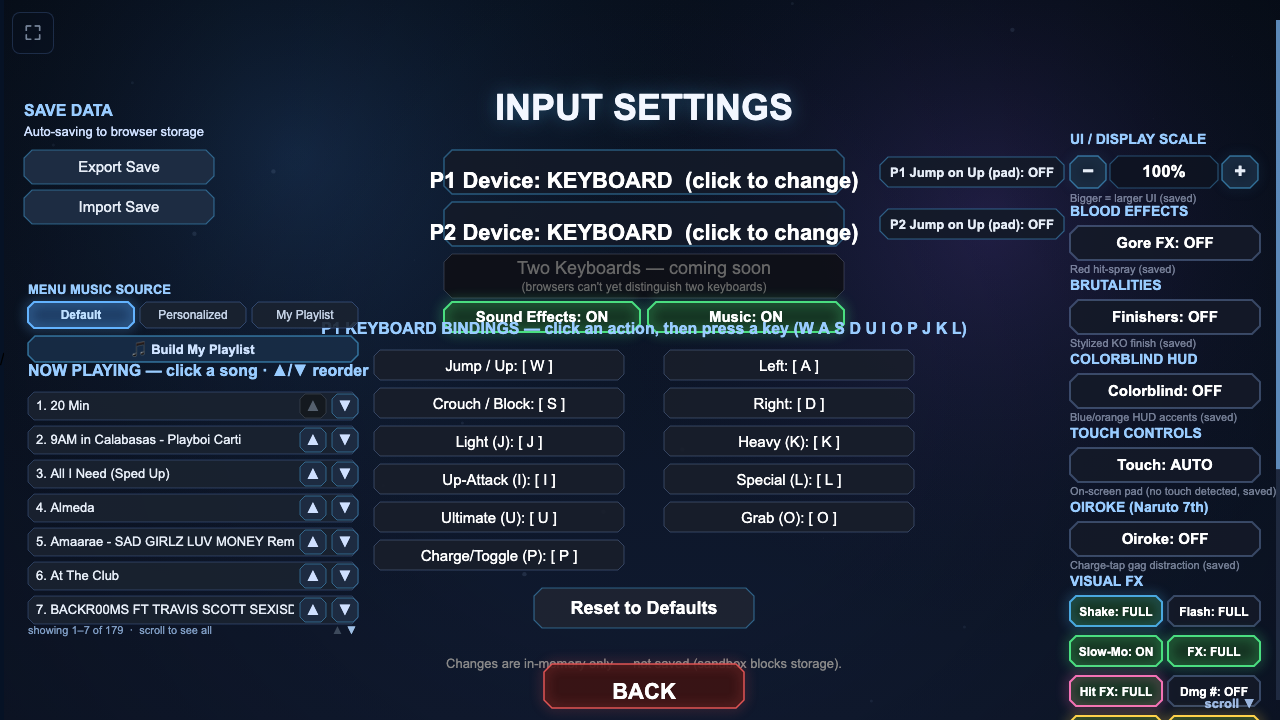 INPUT SETTINGS
SAVE DATA
Auto-saving to browser storage
Export Save
Import Save
P1 Device: KEYBOARD (click to change)
P1 Jump on Up (pad): OFF
P2 Device: KEYBOARD (click to change)
P2 Jump on Up (pad): OFF
Two Keyboards — coming soon
(browsers can't yet distinguish two keyboards)
Sound Effects: ON
Music: ON
P1 KEYBOARD BINDINGS — click an action, then press a key (W A S D U I O P J K L)
MENU MUSIC SOURCE
Default
Personalized
My Playlist
🎵 Build My Playlist
NOW PLAYING — click a song · ▲/▼ reorder
1. 20 Min
2. 9AM in Calabasas - Playboi Carti
3. All I Need (Sped Up)
4. Almeda
5. Amaarae - SAD GIRLZ LUV MONEY Rem
6. At The Club
7. BACKR00MS FT TRAVIS SCOTT SEXISD
showing 1–7 of 179 · scroll to see all
Jump / Up: [ W ]
Left: [ A ]
Crouch / Block: [ S ]
Right: [ D ]
Light (J): [ J ]
Heavy (K): [ K ]
Up-Attack (I): [ I ]
Special (L): [ L ]
Ultimate (U): [ U ]
Grab (O): [ O ]
Charge/Toggle (P): [ P ]
Reset to Defaults
Changes are in-memory only — not saved (sandbox blocks storage).
BACK
UI / DISPLAY SCALE
− 100% +
Bigger = larger UI (saved)
BLOOD EFFECTS
Gore FX: OFF
Red hit-spray (saved)
BRUTALITIES
Finishers: OFF
Stylized KO finish (saved)
COLORBLIND HUD
Colorblind: OFF
Blue/orange HUD accents (saved)
TOUCH CONTROLS
Touch: AUTO
On-screen pad (no touch detected, saved)
OIROKE (Naruto 7th)
Oiroke: OFF
Charge-tap gag distraction (saved)
VISUAL FX
Shake: FULL
Flash: FULL
Slow-Mo: ON
FX: FULL
Hit FX: FULL
Dmg #: OFF
scroll ▼